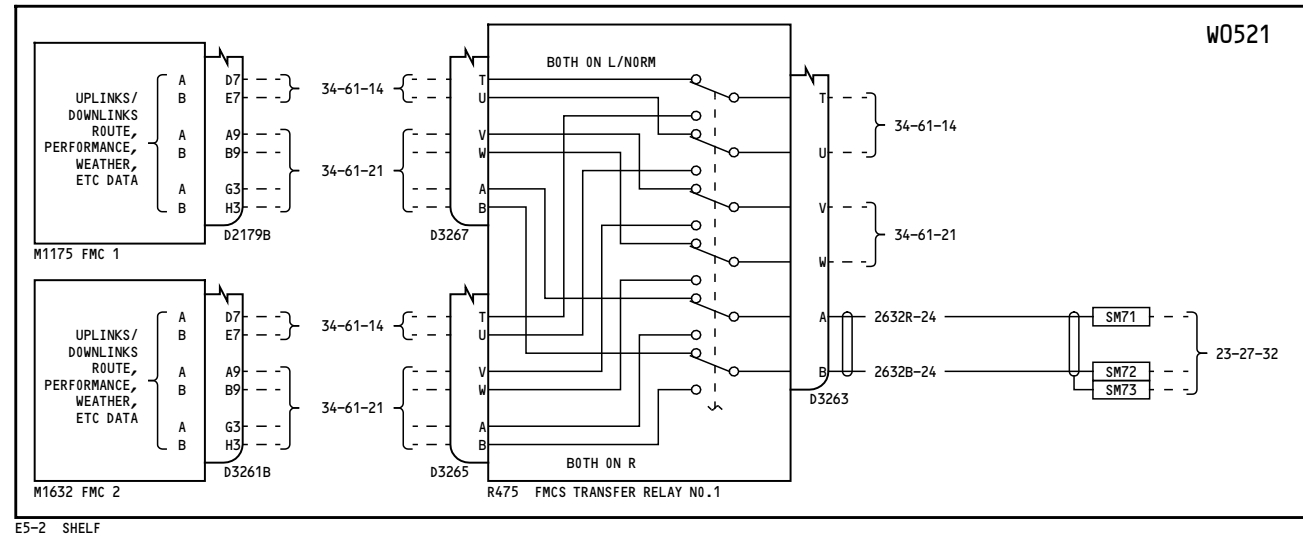 W0521
BOTH ON L/NORM
UPLINKS/
DOWNLINKS
ROUTE,
PERFORMANCE,
WEATHER,
ETC DATA
A D7
B E7
A A9
B B9
A G3
B H3
34-61-14
34-61-21
T
U
V
W
A
B
D2179B
D3267
M1175 FMC 1
T
U
V
W
A
B
34-61-14
34-61-21
2632R-24
2632B-24
SM71
SM72
SM73
23-27-32
D3263
UPLINKS/
DOWNLINKS
ROUTE,
PERFORMANCE,
WEATHER,
ETC DATA
A D7
B E7
A A9
B B9
A G3
B H3
34-61-14
34-61-21
T
U
V
W
A
B
D3261B
D3265
BOTH ON R
M1632 FMC 2
R475 FMCS TRANSFER RELAY NO.1
E5-2 SHELF